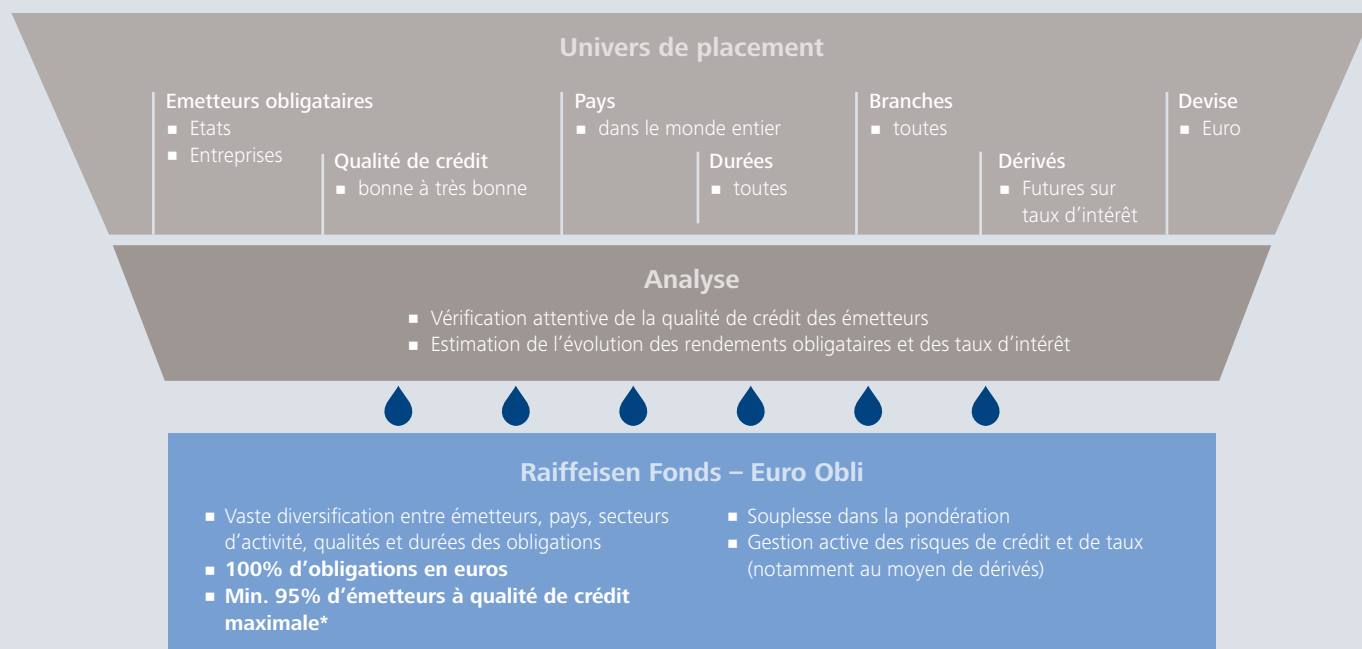 Univers de placement
Emetteurs obligataires
▪ Etats
▪ Entreprises
Qualité de crédit
▪ bonne à très bonne
Pays
▪ dans le monde entier
Durées
▪ toutes
Branches
▪ toutes
Dérivés
▪ Futures sur
taux d’intérêt
Devise
▪ Euro
Analyse
▪ Vérification attentive de la qualité de crédit des émetteurs
▪ Estimation de l’évolution des rendements obligataires et des taux d’intérêt
Raiffeisen Fonds – Euro Obli
▪ Vaste diversification entre émetteurs, pays, secteurs
d’activité, qualités et durées des obligations
▪ 100% d’obligations en euros
▪ Min. 95% d’émetteurs à qualité de crédit
maximale*
▪ Souplesse dans la pondération
▪ Gestion active des risques de crédit et de taux
(notamment au moyen de dérivés)